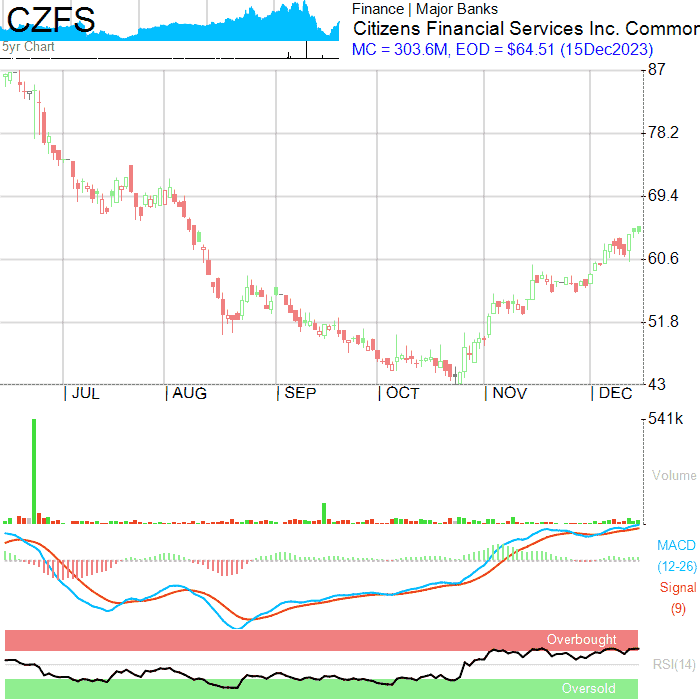 CZFS
5yr Chart
Finance | Major Banks
Citizens Financial Services Inc. Common
MC = 303.6M, EOD = $64.51 (15Dec2023)
87
78.2
69.4
60.6
51.8
43
JUL AUG SEP OCT NOV DEC
541k
Volume
MACD
(12-26)
Signal
(9)
Overbought
RSI(14)
Oversold